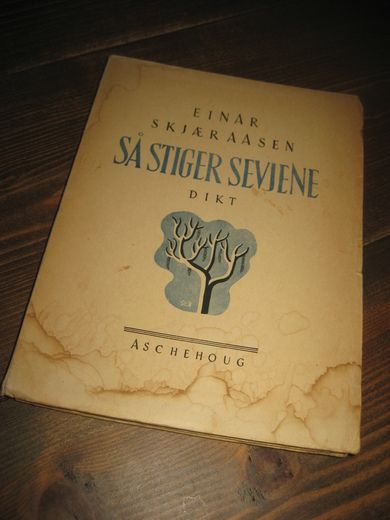 EINAR
SKJÆRAASEN
SÅ STIGER SEVJENE
DIKT
ASCHEHOUG